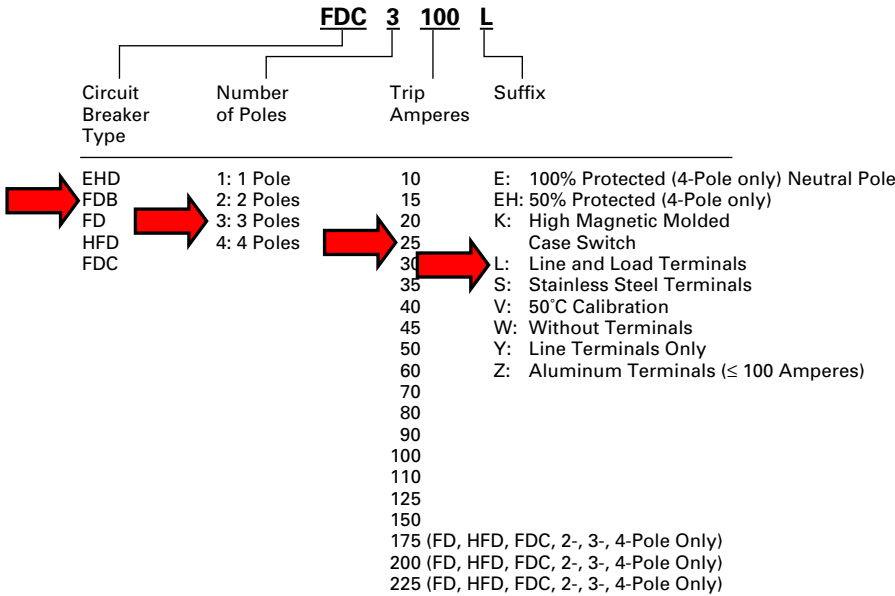 FDC 3 100 L
Circuit Breaker Type
Number of Poles
Trip Amperes
Suffix
EHD
FDB
FD
HFD
FDC
1: 1 Pole
2: 2 Poles
3: 3 Poles
4: 4 Poles
10
15
20
25
30
35
40
45
50
60
70
80
90
100
110
125
150
175 (FD, HFD, FDC, 2-, 3-, 4-Pole Only)
200 (FD, HFD, FDC, 2-, 3-, 4-Pole Only)
225 (FD, HFD, FDC, 2-, 3-, 4-Pole Only)
E: 100% Protected (4-Pole only) Neutral Pole
EH: 50% Protected (4-Pole only)
K: High Magnetic Molded
Case Switch
L: Line and Load Terminals
S: Stainless Steel Terminals
V: 50°C Calibration
W: Without Terminals
Y: Line Terminals Only
Z: Aluminum Terminals (≤ 100 Amperes)